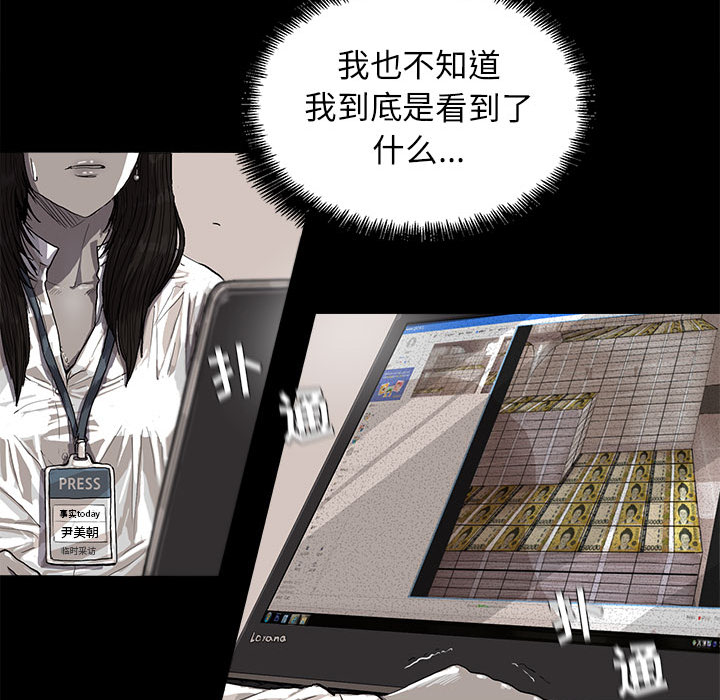 我也不知道
我到底是看到了
什么...
扑
通
PRESS
事实today
尹美朝
临时采访
Lorana
扑
通